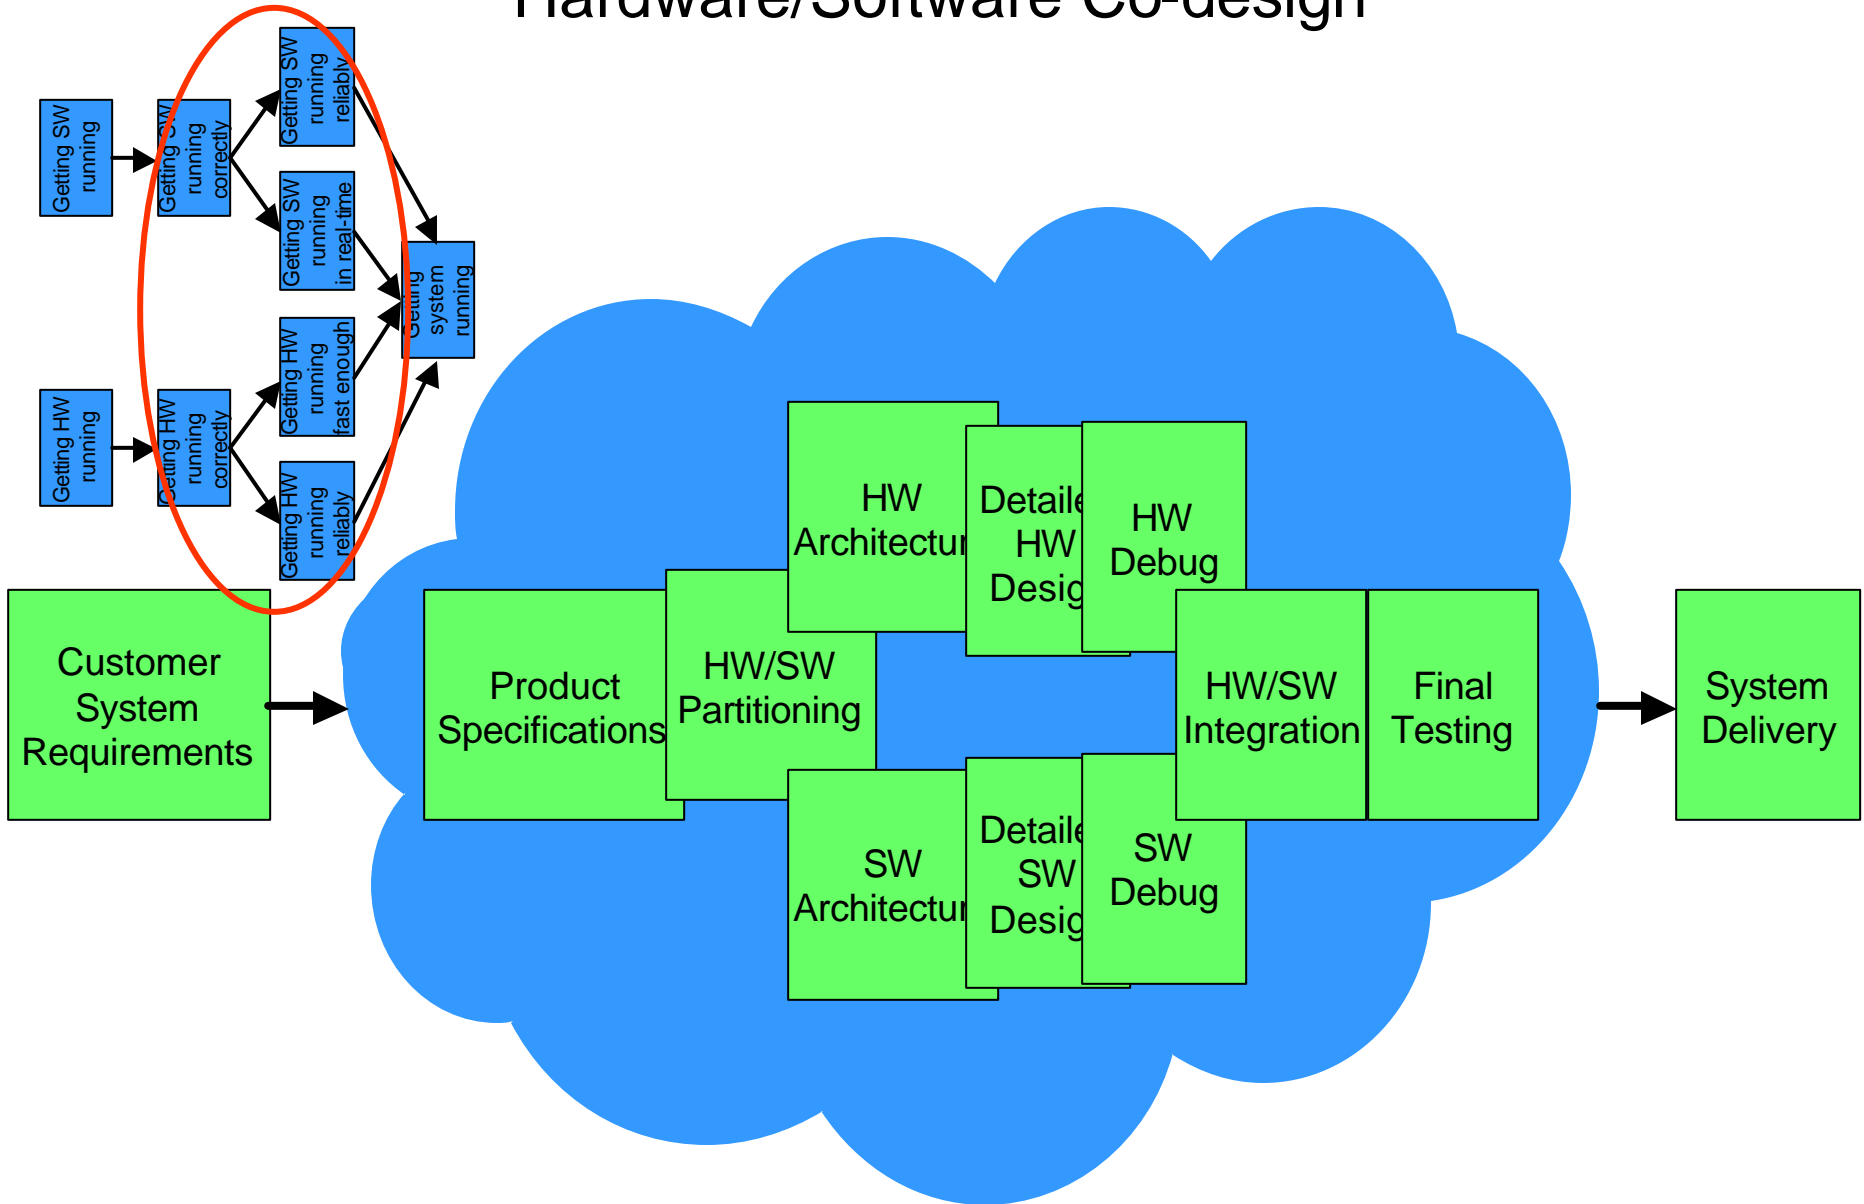 Hardware/Software Co-design
Getting SW
running
Getting SW
running
correctly
Getting SW
running
reliably
Getting SW
running
in real-time
Getting
system
running
Getting HW
running
Getting HW
running
correctly
Getting HW
running
fast enough
Getting HW
running
reliably
Customer
System
Requirements
Product
Specifications
HW/SW
Partitioning
HW
Architectur
Detaile
HW
Desig
HW
Debug
SW
Architectur
Detaile
SW
Desig
SW
Debug
HW/SW
Integration
Final
Testing
System
Delivery